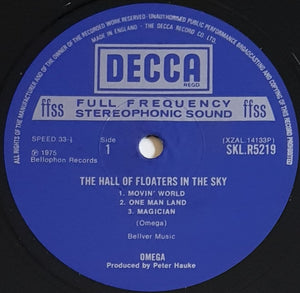 ALL RIGHTS OF THE MANUFACTURER AND OF THE OWNER OF THE RECORDED WORK RESERVED
UNAUTHORISED PUBLIC PERFORMANCE BROADCASTING AND COPYING OF THIS RECORD PROHIBITED
MADE IN ENGLAND · THE DECCA RECORD CO. LTD.
DECCA
REGD
ffss
FULL FREQUENCY
STEREOPHONIC SOUND
ffss
SPEED 33⅓
Side
1
(XZAL.14133P)
SKL.R5219
℗ 1975
Bellophon Records
THE HALL OF FLOATERS IN THE SKY
1. MOVIN' WORLD
2. ONE MAN LAND
3. MAGICIAN
(Omega)
Bellver Music
OMEGA
Produced by Peter Hauke